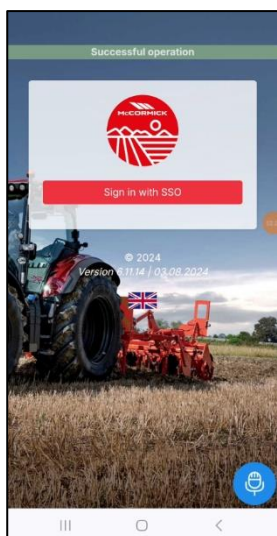 Successful operation
McCORMICK
Sign in with SSO
© 2024
Version 6.11.14 | 03.08.2024